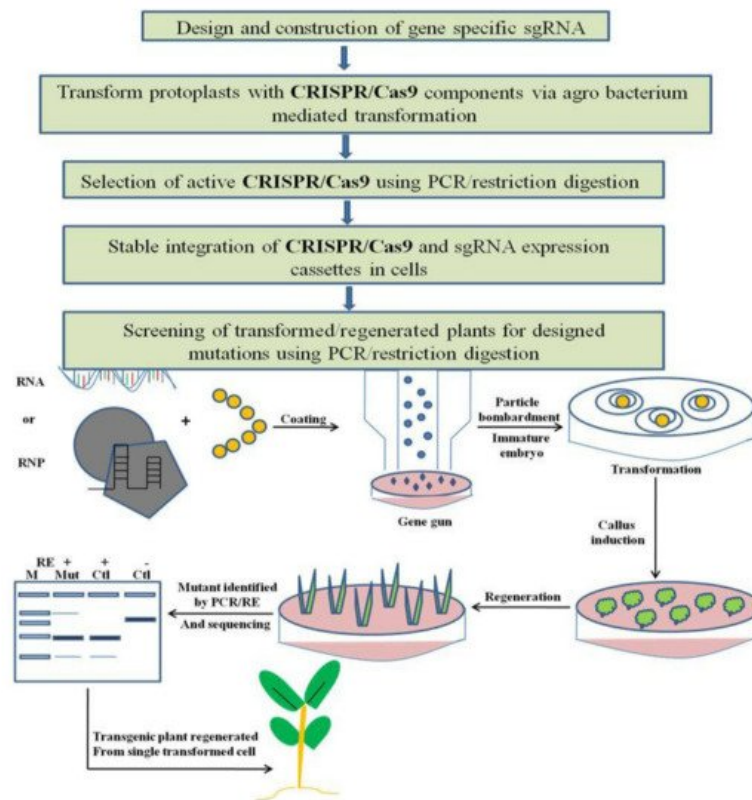 Design and construction of gene specific sgRNA
Transform protoplasts with CRISPR/Cas9 components via agro bacterium
mediated transformation
Selection of active CRISPR/Cas9 using PCR/restriction digestion
Stable integration of CRISPR/Cas9 and sgRNA expression
cassettes in cells
Screening of transformed/regenerated plants for designed
mutations using PCR/restriction digestion
RNA
or
RNP
+
Coating
Gene gun
Particle
bombardment
Immature
embryo
Transformation
Callus
induction
Regeneration
Mutant identified
by PCR/RE
And sequencing
RE + + -
M Mut Ctl Ctl
Transgenic plant regenerated
From single transformed cell